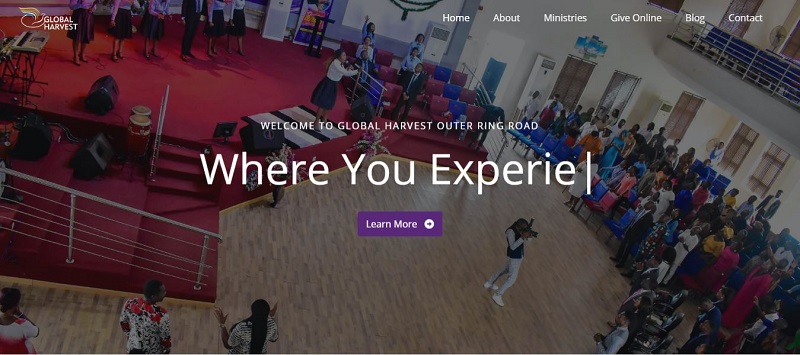 GLOBAL
HARVEST
Home
About
Ministries
Give Online
Blog
Contact
WELCOME TO GLOBAL HARVEST OUTER RING ROAD
Where You Experie|
Learn More